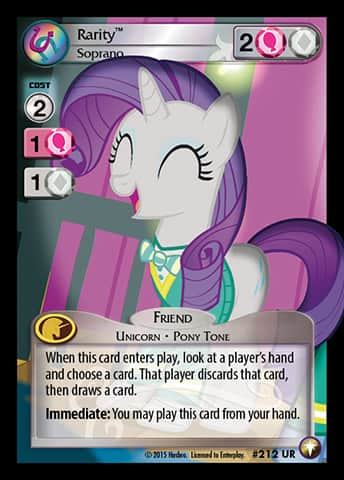 Rarity™
Soprano
2
COST
2
1
1
FRIEND
UNICORN • PONY TONE
When this card enters play, look at a player's hand
and choose a card. That player discards that card,
then draws a card.
Immediate: You may play this card from your hand.
© 2015 Hasbro. Licensed to Enterplay.
#212 UR